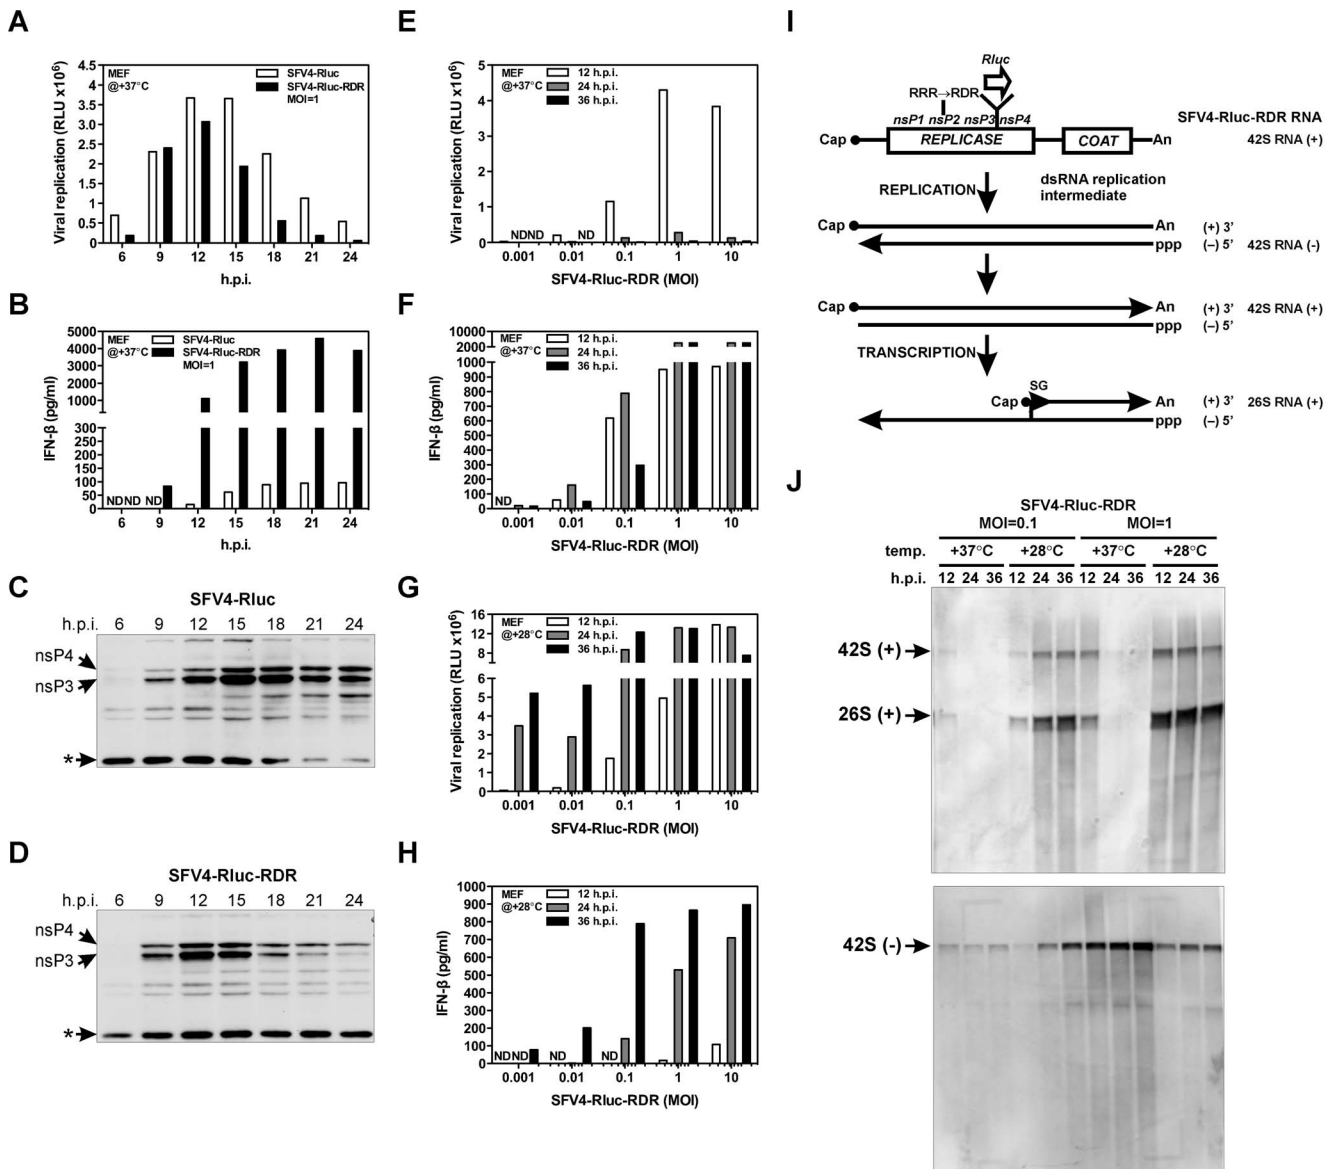 A
Viral replication (RLU x10⁶)
4.5
4.0
3.5
3.0
2.5
2.0
1.5
1.0
0.5
0
MEF
@+37°C
SFV4-Rluc
SFV4-Rluc-RDR
MOI=1
6 9 12 15 18 21 24
h.p.i.
B
IFN-β (pg/ml)
5000
4000
3000
2000
1000
300
250
200
150
100
50
0
MEF
@+37°C
SFV4-Rluc
SFV4-Rluc-RDR
MOI=1
NDND ND
6 9 12 15 18 21 24
h.p.i.
C
SFV4-Rluc
h.p.i. 6 9 12 15 18 21 24
nsP4
nsP3
*
D
SFV4-Rluc-RDR
h.p.i. 6 9 12 15 18 21 24
nsP4
nsP3
*
E
Viral replication (RLU x10⁶)
5
4
3
2
1
0
MEF
@+37°C
12 h.p.i.
24 h.p.i.
36 h.p.i.
NDND ND
0.001 0.01 0.1 1 10
SFV4-Rluc-RDR (MOI)
F
IFN-β (pg/ml)
10000
2000
1000
900
800
700
600
500
400
300
200
100
0
MEF
@+37°C
12 h.p.i.
24 h.p.i.
36 h.p.i.
ND
0.001 0.01 0.1 1 10
SFV4-Rluc-RDR (MOI)
G
Viral replication (RLU x10⁶)
16
12
8
6
5
4
3
2
1
0
MEF
@+28°C
12 h.p.i.
24 h.p.i.
36 h.p.i.
0.001 0.01 0.1 1 10
SFV4-Rluc-RDR (MOI)
H
IFN-β (pg/ml)
1000
900
800
700
600
500
400
300
200
100
0
MEF
@+28°C
12 h.p.i.
24 h.p.i.
36 h.p.i.
NDND ND ND
0.001 0.01 0.1 1 10
SFV4-Rluc-RDR (MOI)
I
Rluc
RRR→RDR
nsP1 nsP2 nsP3 nsP4
SFV4-Rluc-RDR RNA
Cap REPLICASE COAT An 42S RNA (+)
REPLICATION
dsRNA replication
intermediate
Cap An (+) 3’
ppp (–) 5’ 42S RNA (-)
Cap An (+) 3’ 42S RNA (+)
ppp (–) 5’
TRANSCRIPTION
SG
Cap An (+) 3’ 26S RNA (+)
ppp (–) 5’
J
SFV4-Rluc-RDR
MOI=0.1 MOI=1
temp. +37°C +28°C +37°C +28°C
h.p.i. 12 24 36 12 24 36 12 24 36 12 24 36
42S (+)
26S (+)
42S (-)